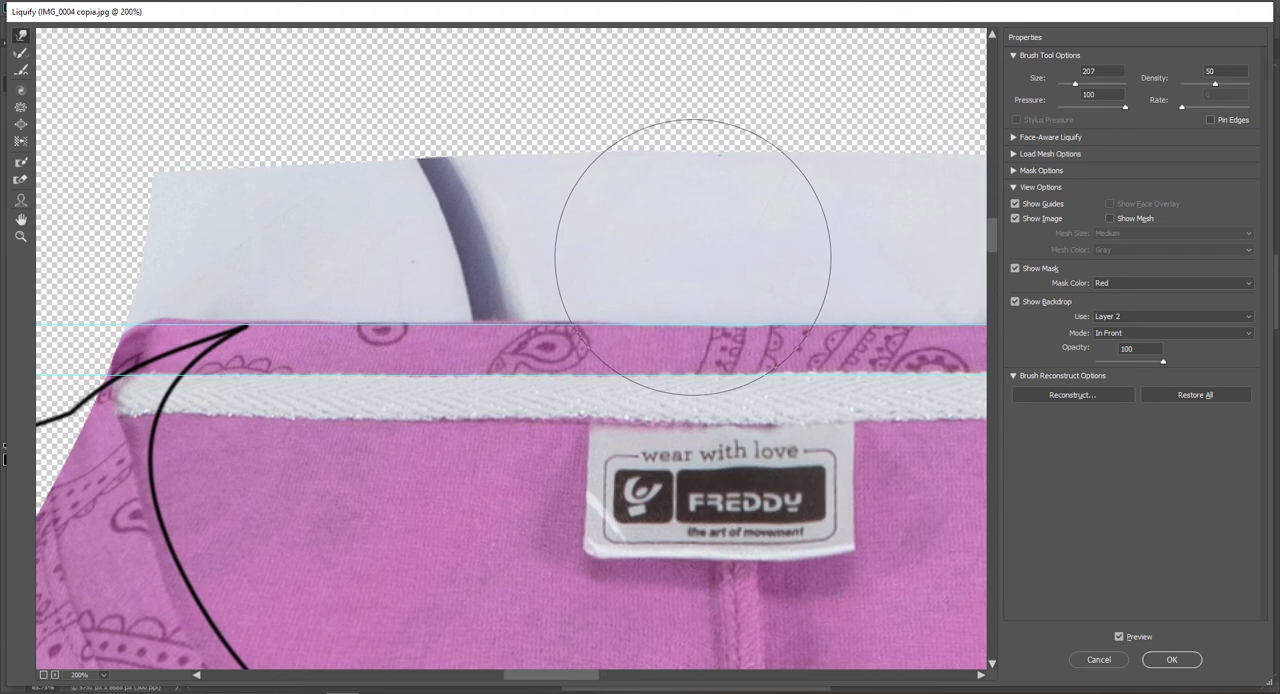 Liquify (IMG_0004 copia.jpg @ 200%)
Properties
Brush Tool Options
Size: 207 Density: 50
Pressure: 100 Rate: 0
Stylus Pressure Pin Edges
Face-Aware Liquify
Load Mesh Options
Mask Options
View Options
Show Guides Show Face Overlay
Show Image Show Mesh
Mesh Size: Medium
Mesh Color: Gray
Show Mask
Mask Color: Red
Show Backdrop
Use: Layer 2
Mode: In Front
Opacity: 100
Brush Reconstruct Options
Reconstruct... Restore All
wear with love
FREDDY
the art of movement
Preview
Cancel OK
200%